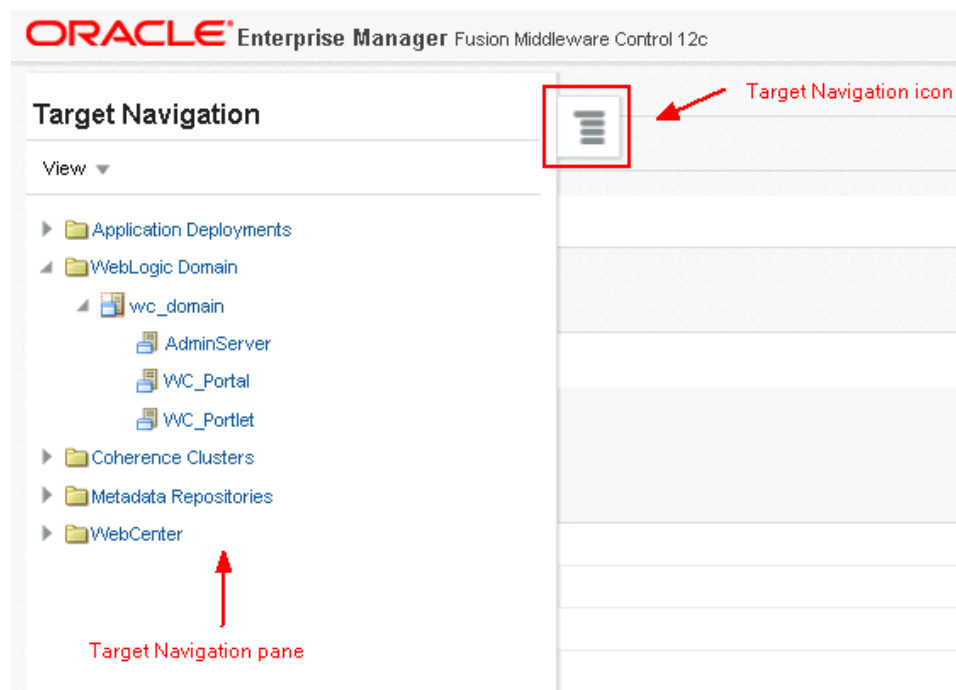 ORACLE Enterprise Manager Fusion Middleware Control 12c
Target Navigation icon
Target Navigation
View
Application Deployments
WebLogic Domain
wc_domain
AdminServer
WC_Portal
WC_Portlet
Coherence Clusters
Metadata Repositories
WebCenter
Target Navigation pane